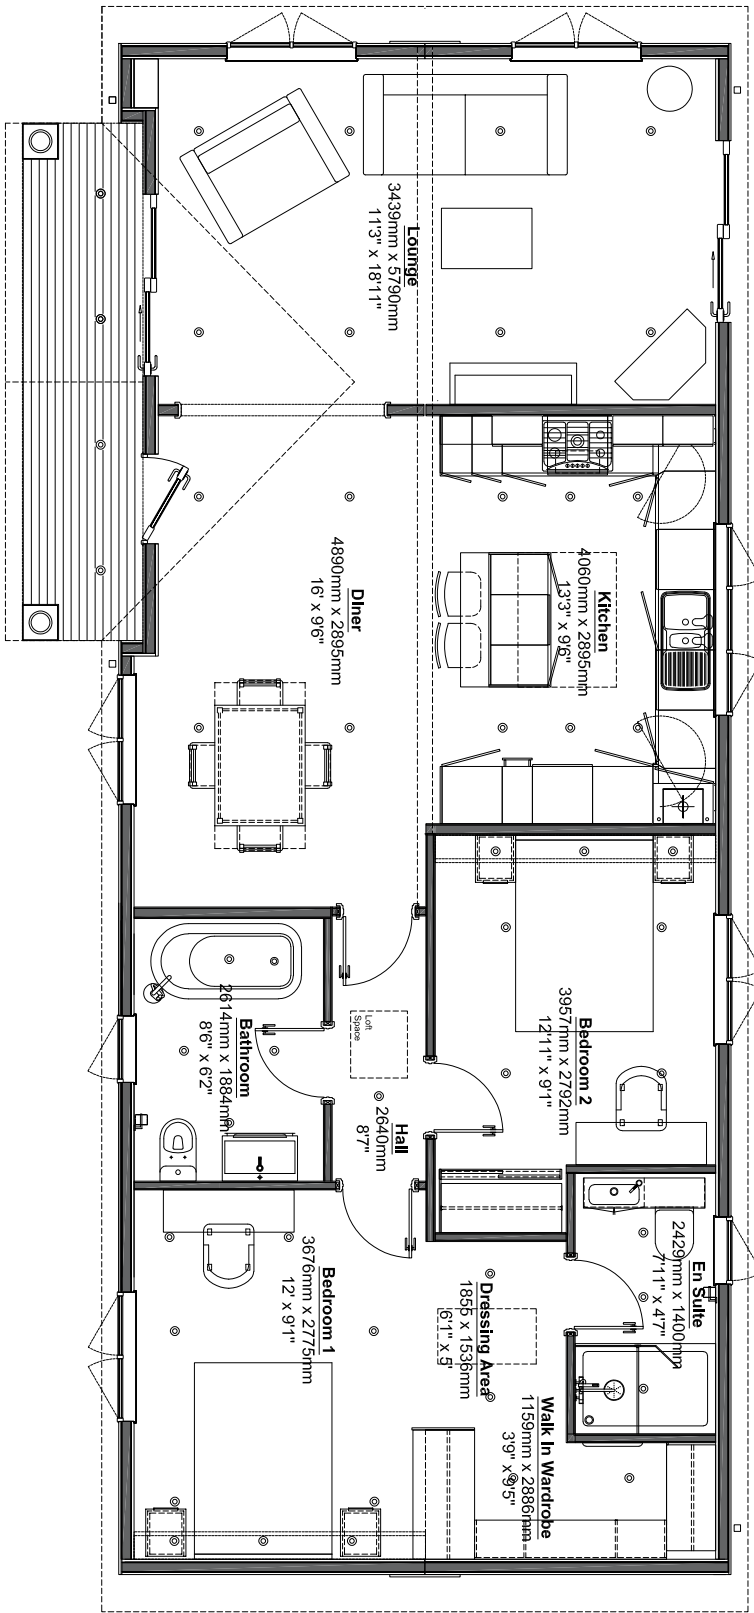 Lounge
3439mm x 5790mm
11'3" x 18'11"
Kitchen
4060mm x 2895mm
13'3" x 9'6"
DIner
4890mm x 2895mm
16' x 9'6"
Bedroom 2
3957mm x 2792mm
12'11" x 9'1"
Bathroom
2614mm x 1884mm
8'6" x 6'2"
Loft
Space
Hall
2640mm
8'7"
En SuIte
2429mm x 1400mm
7'11" x 4'7"
Bedroom 1
3676mm x 2775mm
12' x 9'1"
Dressing Area
1855 x 1536mm
6'1" x 5'
Walk In Wardrobe
1159mm x 2886mm
3'9" x 9'5"